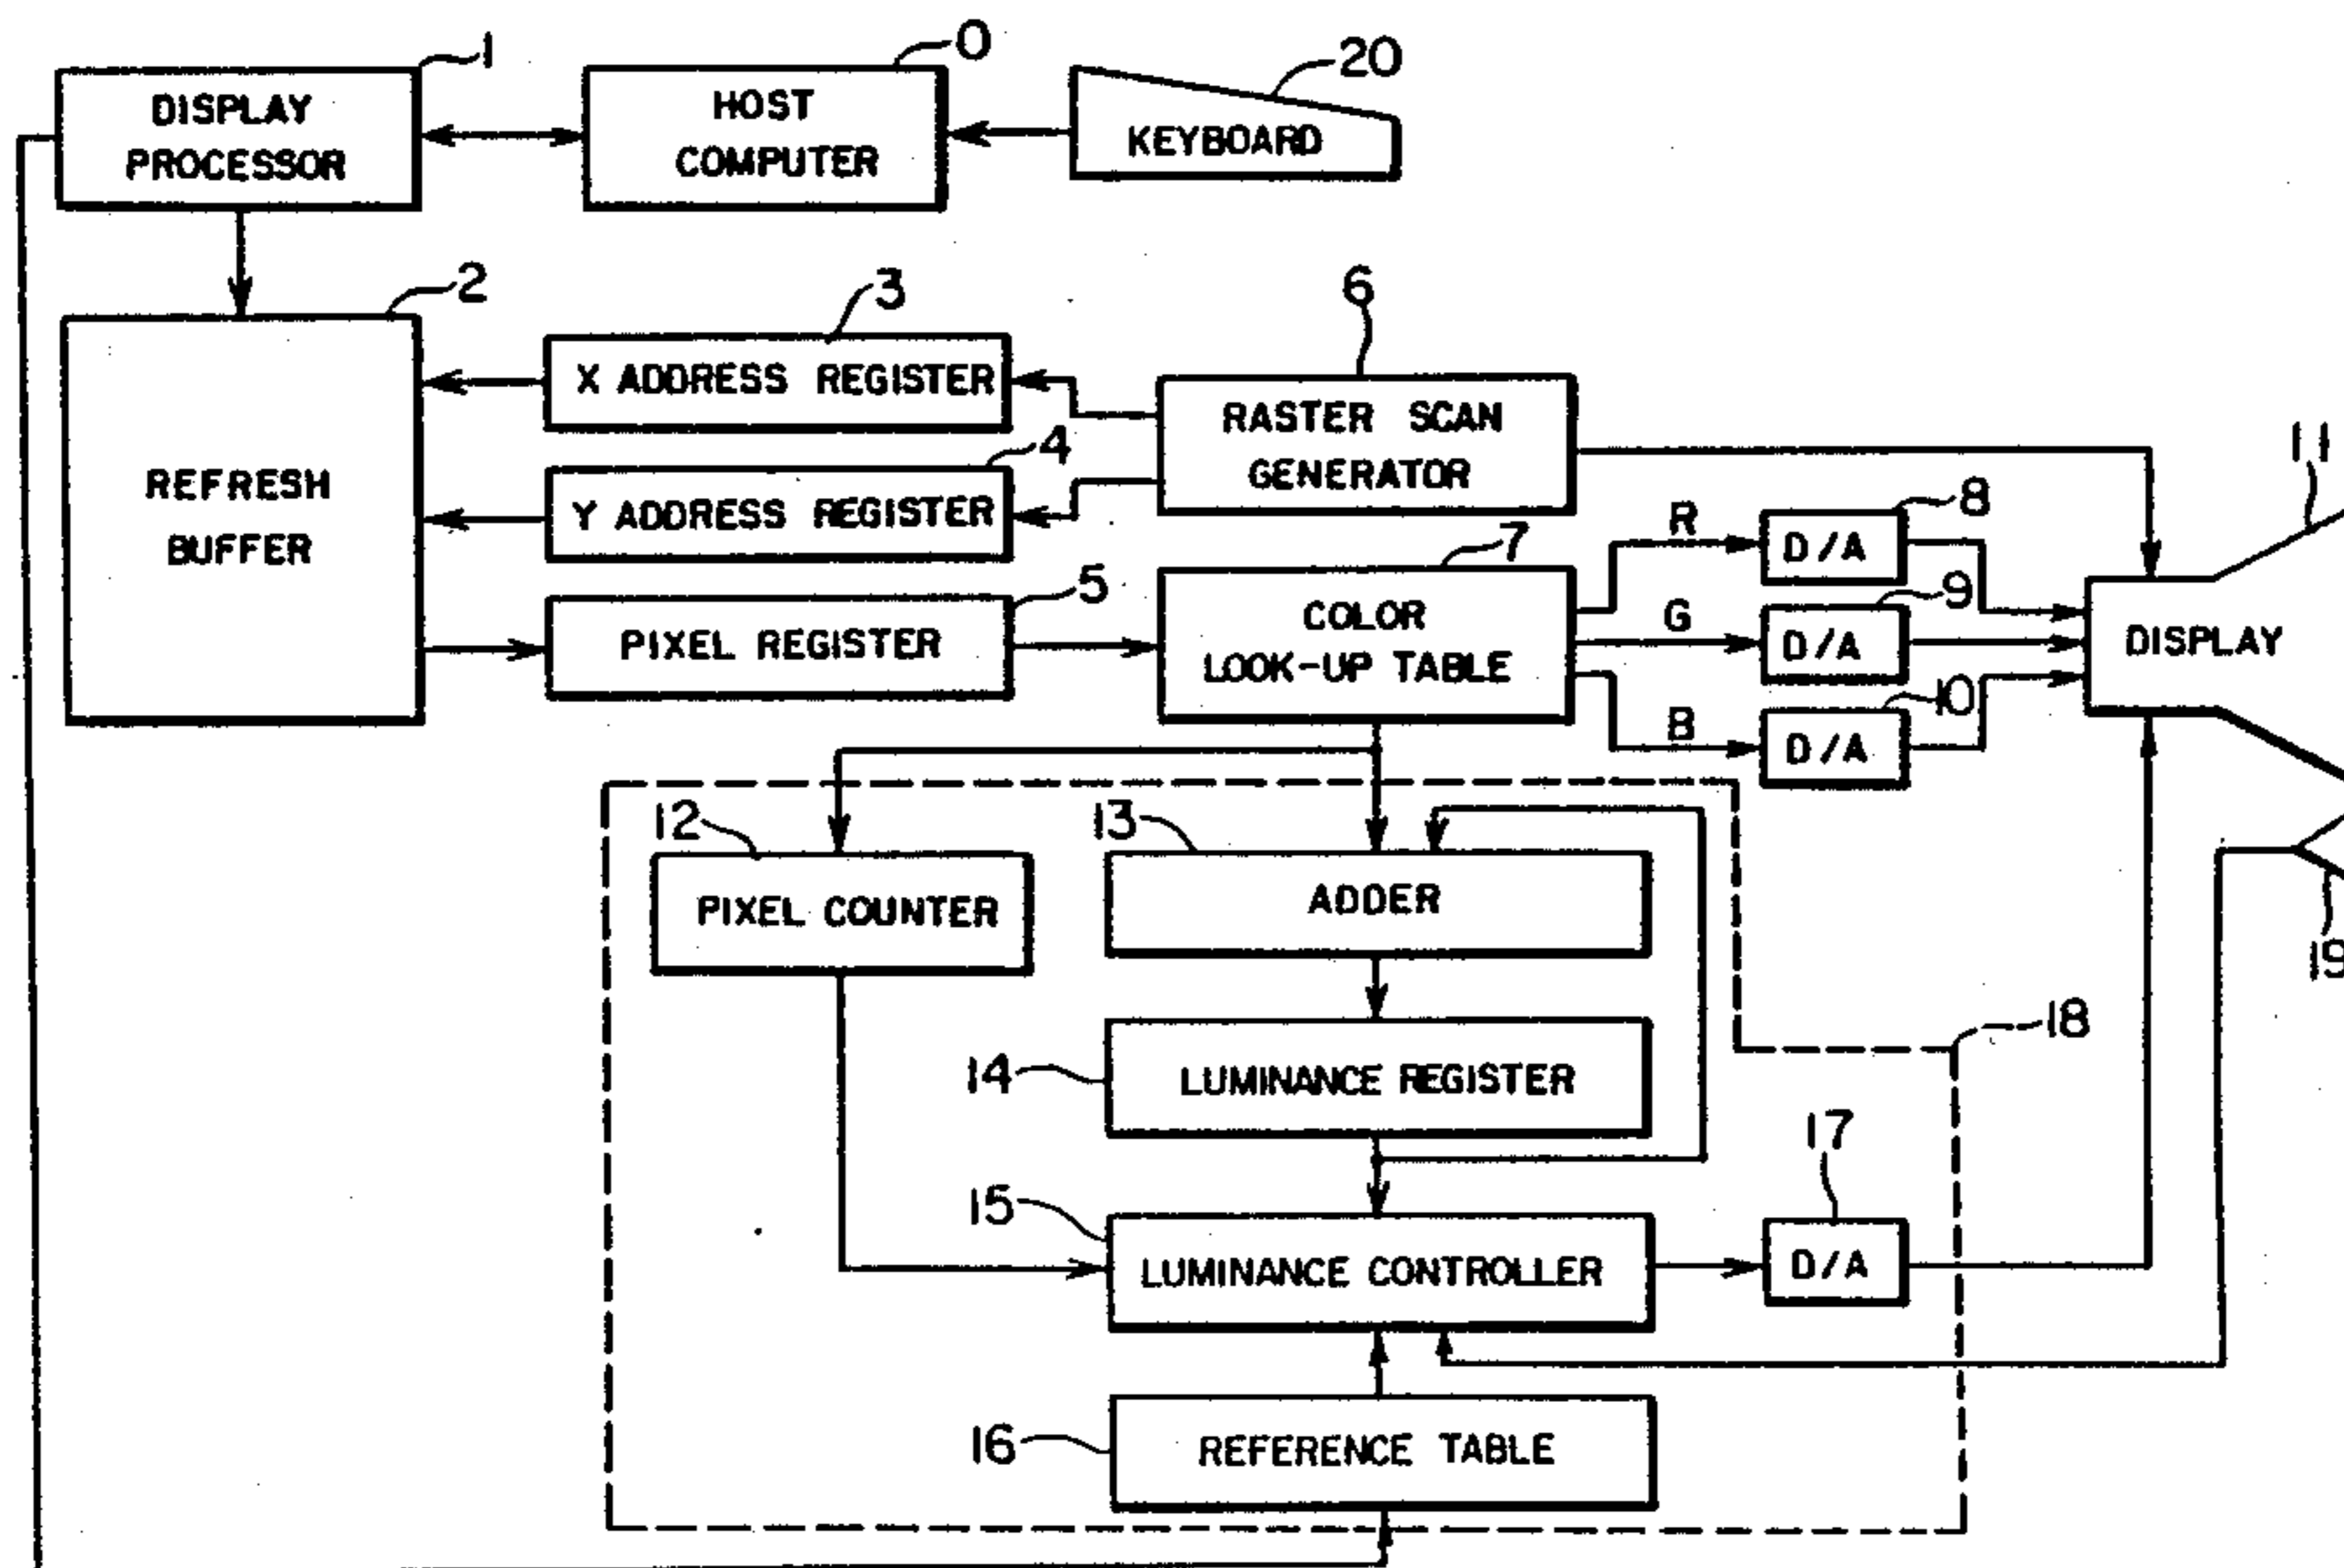 1
0
20
DISPLAY
PROCESSOR
HOST
COMPUTER
KEYBOARD
2
3
6
X ADDRESS REGISTER
RASTER SCAN
GENERATOR
11
4
REFRESH
BUFFER
Y ADDRESS REGISTER
R
8
D/A
7
5
9
COLOR
LOOK-UP TABLE
G
D/A
DISPLAY
PIXEL REGISTER
10
B
D/A
12
13
PIXEL COUNTER
ADDER
19
18
14
LUMINANCE REGISTER
17
15
LUMINANCE CONTROLLER
D/A
16
REFERENCE TABLE